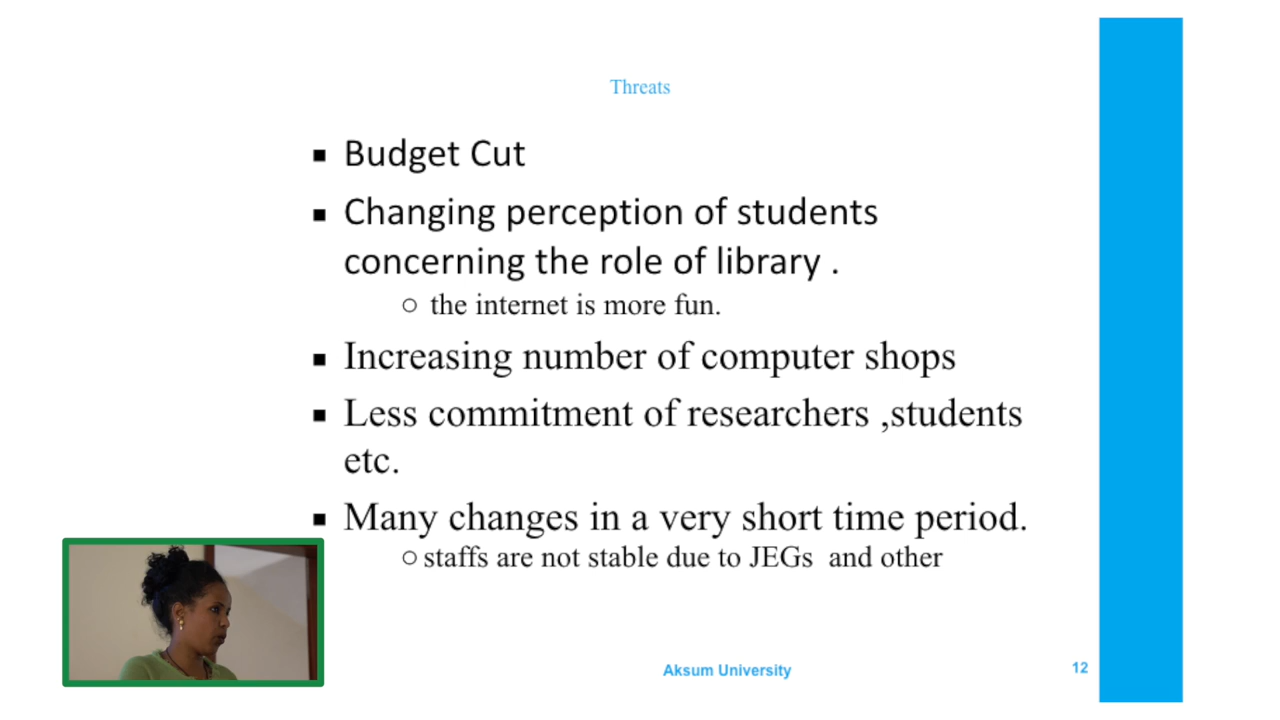 Threats
Budget Cut
Changing perception of students
concerning the role of library .
the internet is more fun.
Increasing number of computer shops
Less commitment of researchers ,students
etc.
Many changes in a very short time period.
staffs are not stable due to JEGs  and other
Aksum University
12